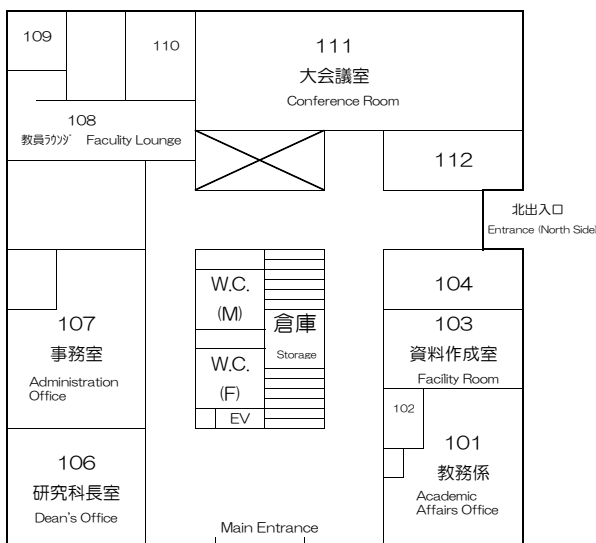 109
110
111
大会議室
Conference Room
108
教員ﾗｳﾝｼﾞ Faculity Lounge
112
北出入口
Entrance (North Side)
W.C.
(M)
倉庫
Storage
W.C.
(F)
EV
104
103
資料作成室
Facility Room
102
101
教務係
Academic
Affairs Office
107
事務室
Administration
Office
106
研究科長室
Dean's Office
Main Entrance